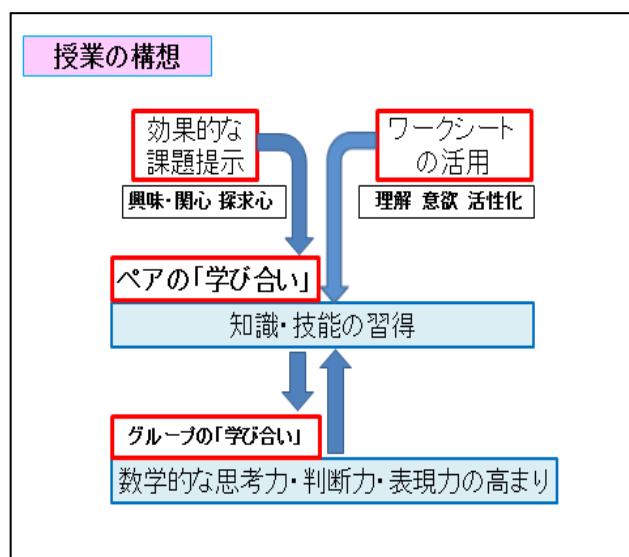 授業の構想
効果的な
課題提示
ワークシート
の活用
興味・関心 探求心
理解 意欲 活性化
ペアの「学び合い」
知識・技能の習得
グループの「学び合い」
数学的な思考力・判断力・表現力の高まり